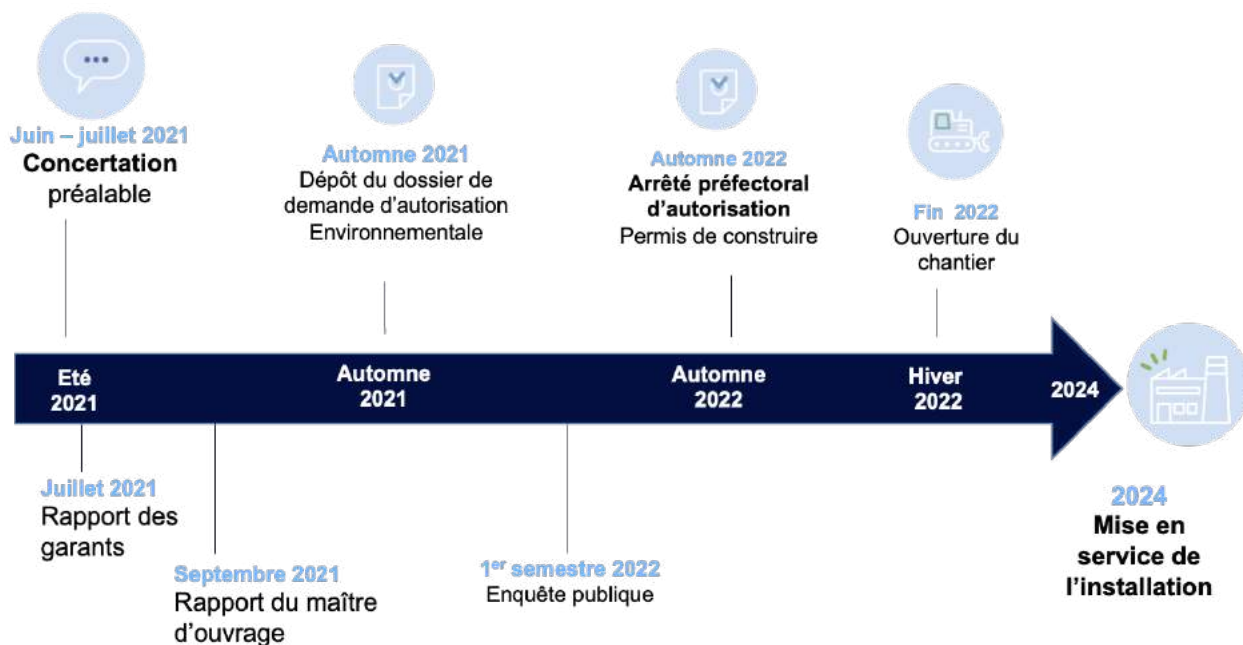 Juin – juillet 2021
Concertation
préalable
Automne 2021
Dépôt du dossier de
demande d'autorisation
Environnementale
Automne 2022
Arrêté préfectoral
d'autorisation
Permis de construire
Fin 2022
Ouverture du
chantier
Eté
2021
Automne
2021
Automne
2022
Hiver
2022
2024
Juillet 2021
Rapport des
garants
Septembre 2021
Rapport du maître
d'ouvrage
1er semestre 2022
Enquête publique
2024
Mise en
service de
l'installation